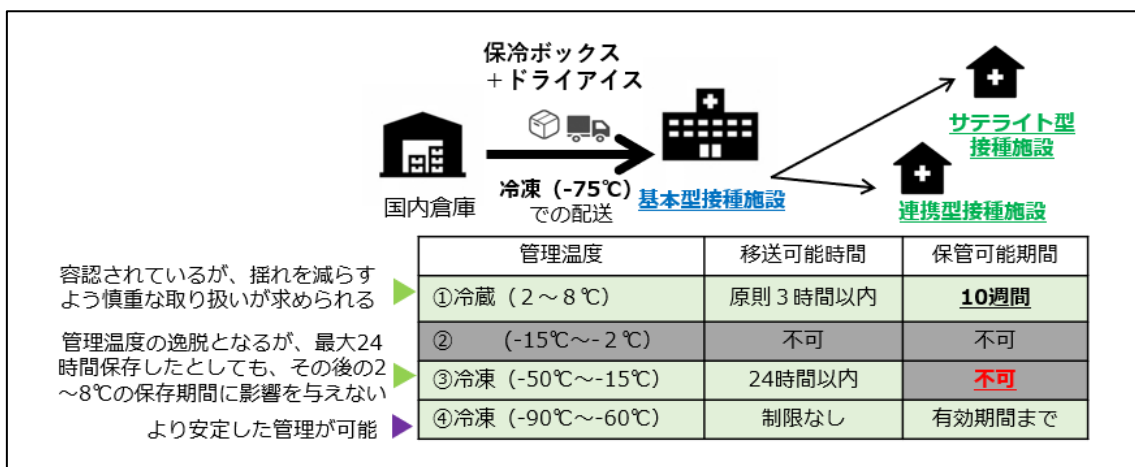 保冷ボックス
＋ドライアイス
国内倉庫
冷凍（-75℃）
での配送
基本型接種施設
サテライト型
接種施設
連携型接種施設
管理温度 移送可能時間 保管可能期間
容認されているが、揺れを減らす
よう慎重な取り扱いが求められる
①冷蔵（２～８℃） 原則３時間以内 10週間
② (-15℃～-２℃) 不可 不可
管理温度の逸脱となるが、最大24
時間保存したとしても、その後の2
～8℃の保存期間に影響を与えない
③冷凍（-50℃～-15℃） 24時間以内 不可
より安定した管理が可能
④冷凍（-90℃～-60℃） 制限なし 有効期間まで